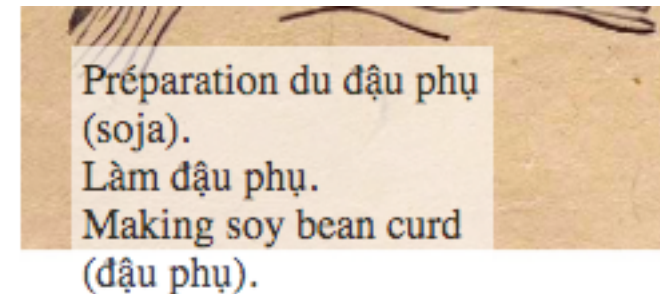 Préparation du đậu phụ
(soja).
Làm đậu phụ.
Making soy bean curd
(đậu phụ).